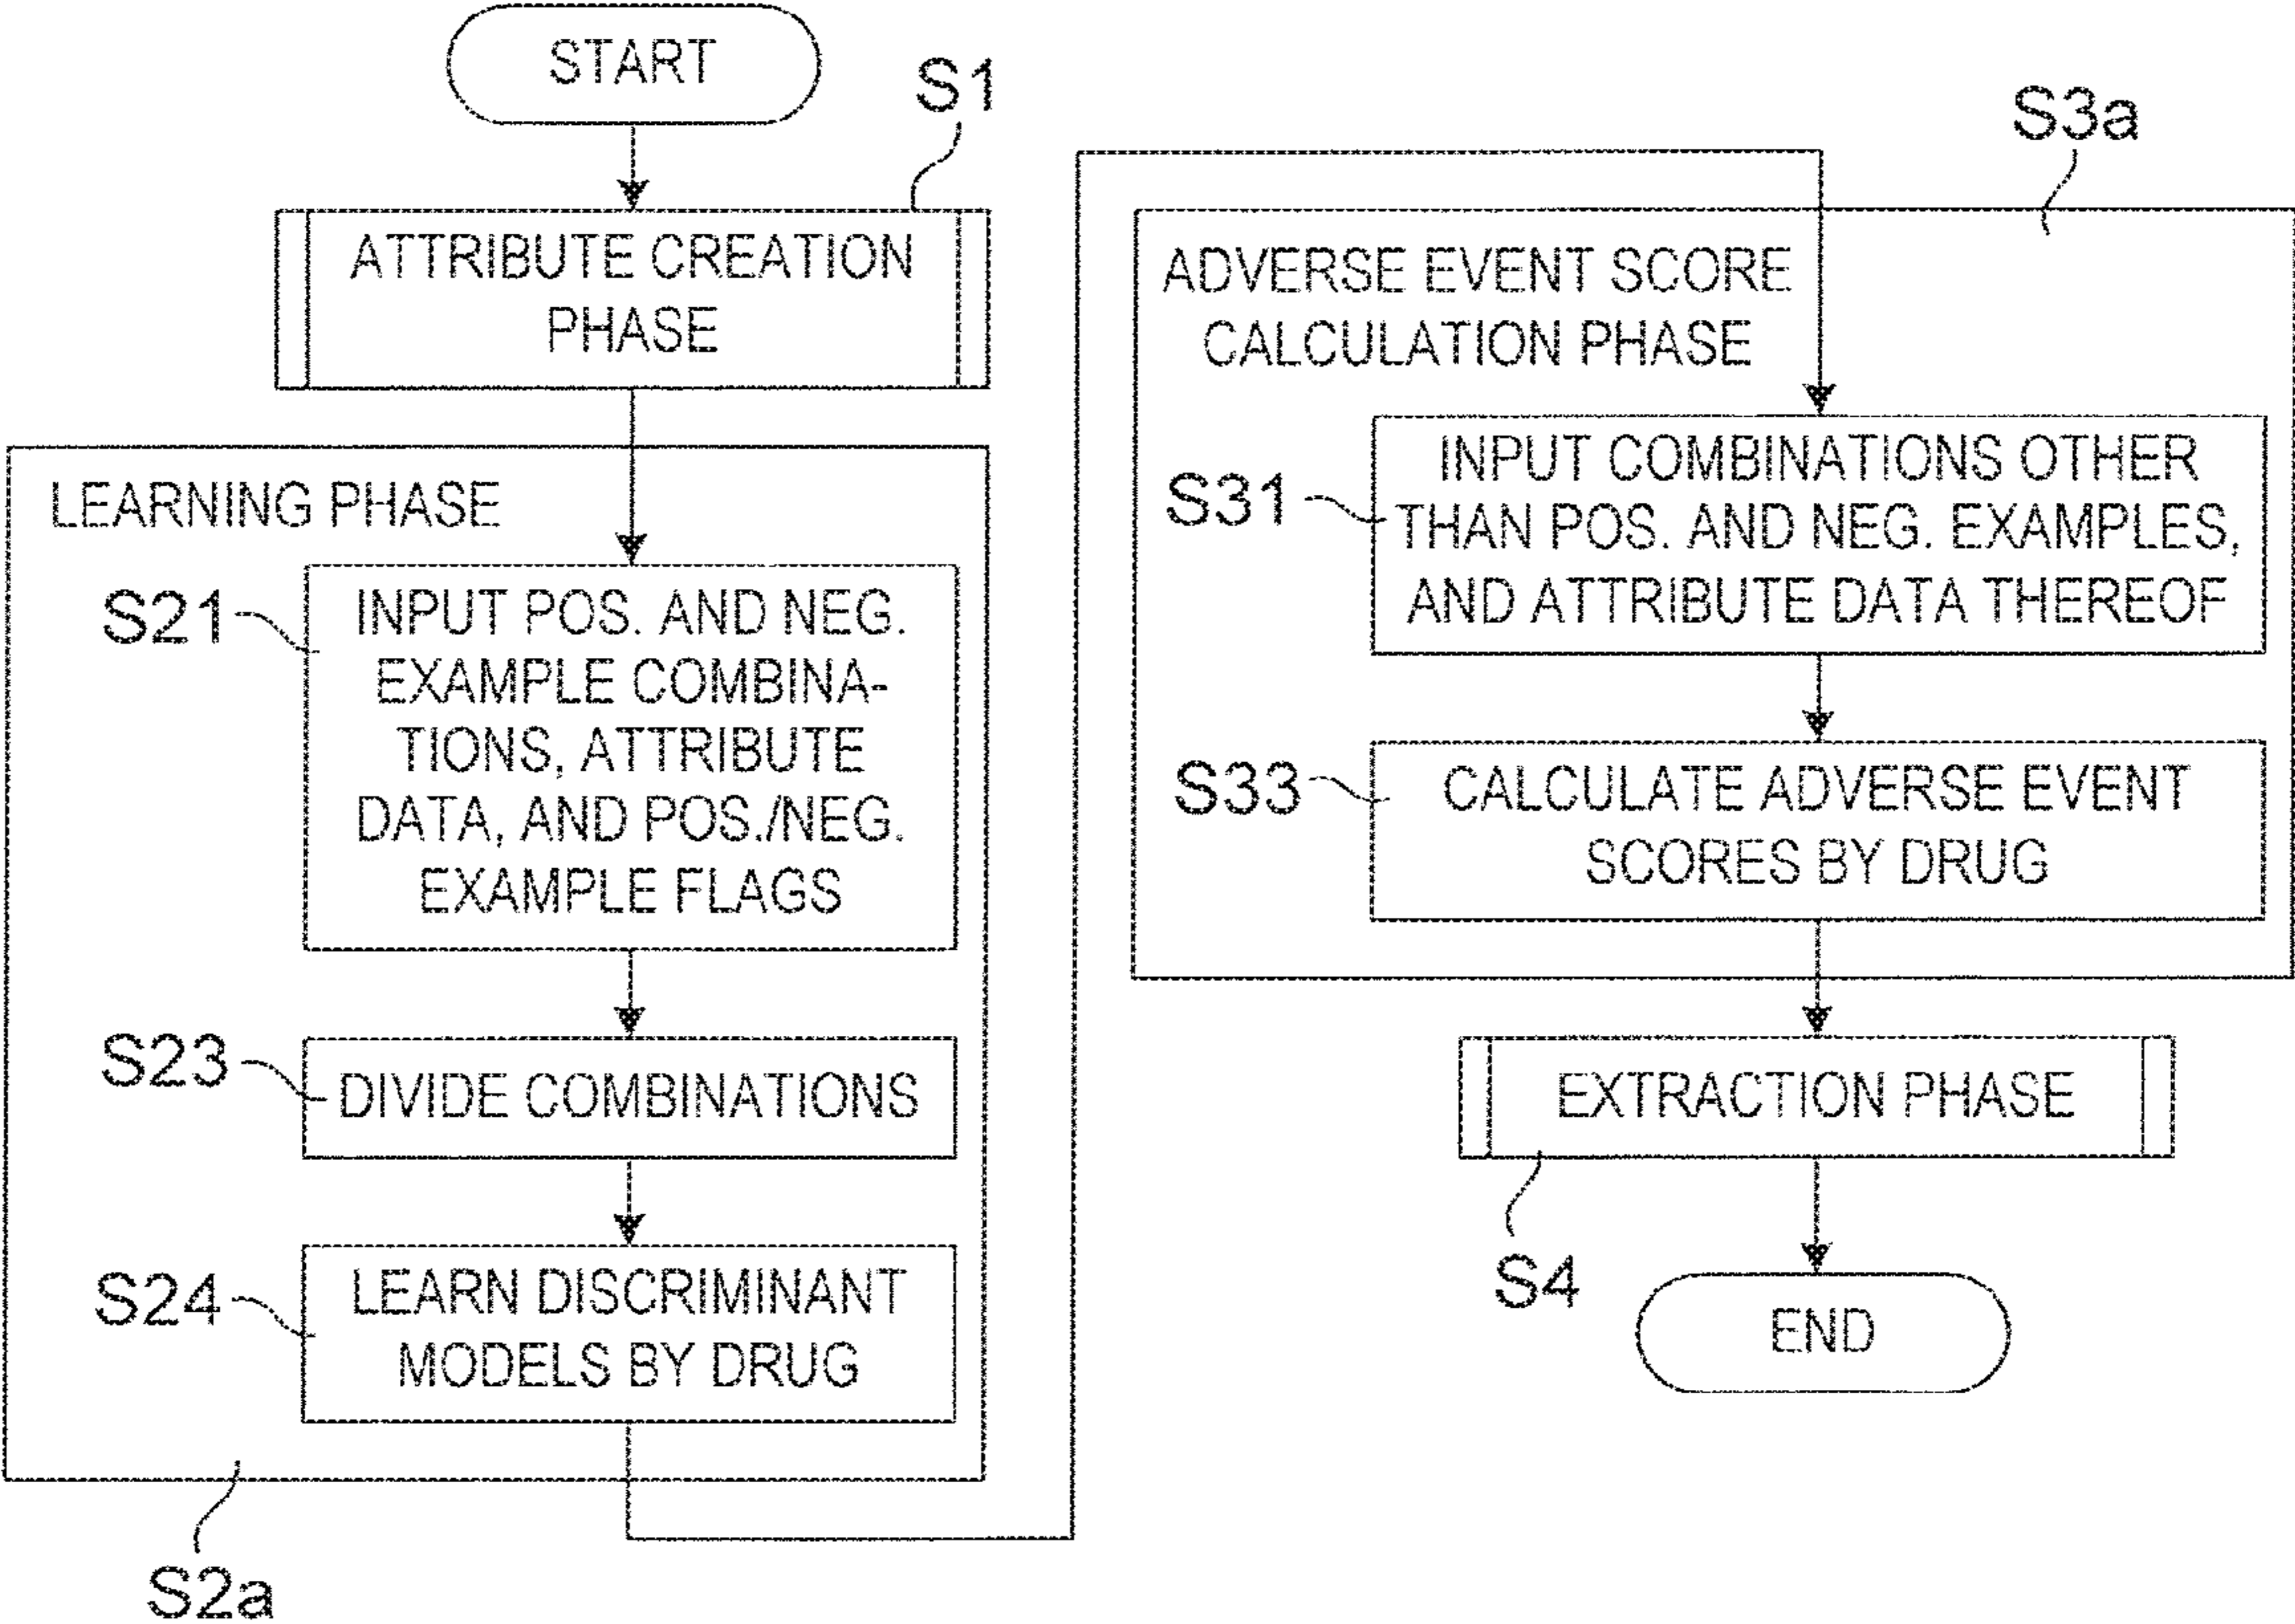 START
S1
ATTRIBUTE CREATION
PHASE
LEARNING PHASE
S21
INPUT POS. AND NEG.
EXAMPLE COMBINA-
TIONS, ATTRIBUTE
DATA, AND POS./NEG.
EXAMPLE FLAGS
S23
DIVIDE COMBINATIONS
S24
LEARN DISCRIMINANT
MODELS BY DRUG
S2a
S3a
ADVERSE EVENT SCORE
CALCULATION PHASE
S31
INPUT COMBINATIONS OTHER
THAN POS. AND NEG. EXAMPLES,
AND ATTRIBUTE DATA THEREOF
S33
CALCULATE ADVERSE EVENT
SCORES BY DRUG
EXTRACTION PHASE
S4
END